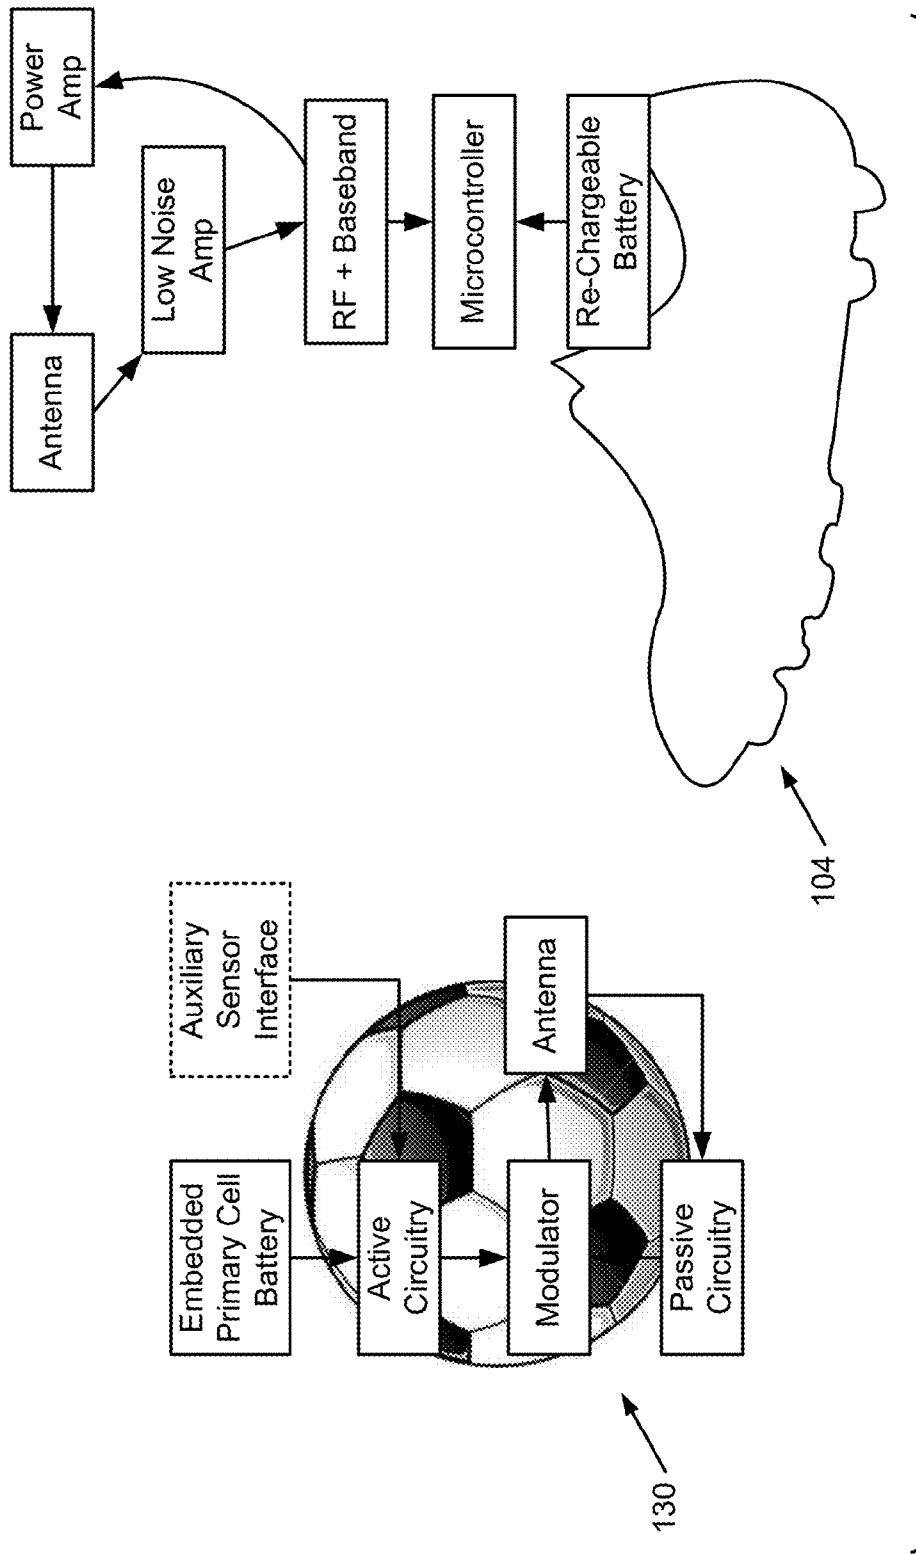 Embedded
Primary Cell
Battery
Auxiliary
Sensor
Interface
Active
Circuitry
Modulator
Antenna
Passive
Circuitry
130
Antenna
Power
Amp
Low Noise
Amp
RF + Baseband
Microcontroller
Re-Chargeable
Battery
104